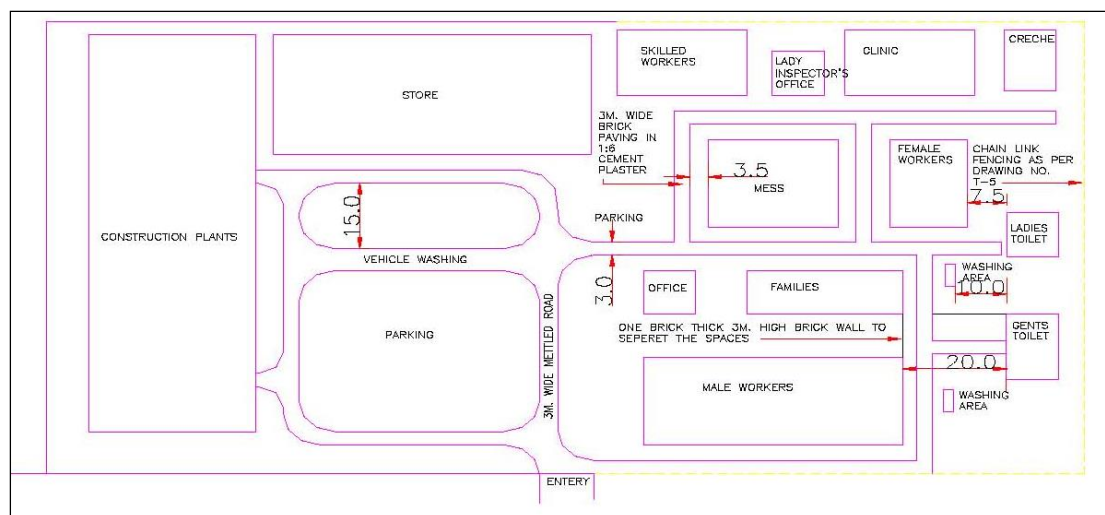 SKILLED
WORKERS
LADY
INSPECTOR'S
OFFICE
CLINIC
CRECHE
STORE
3M. WIDE
BRICK
PAVING IN
1:6
CEMENT
PLASTER
3.5
MESS
FEMALE
WORKERS
CHAIN LINK
FENCING AS PER
DRAWING NO.
T-5
7.5
CONSTRUCTION PLANTS
15.0
VEHICLE WASHING
PARKING
3.0
LADIES
TOILET
WASHING
AREA
10.0
OFFICE
FAMILIES
PARKING
3M. WIDE METTLED ROAD
ONE BRICK THICK 3M. HIGH BRICK WALL TO
SEPERET THE SPACES
GENTS
TOILET
20.0
MALE WORKERS
WASHING
AREA
ENTERY